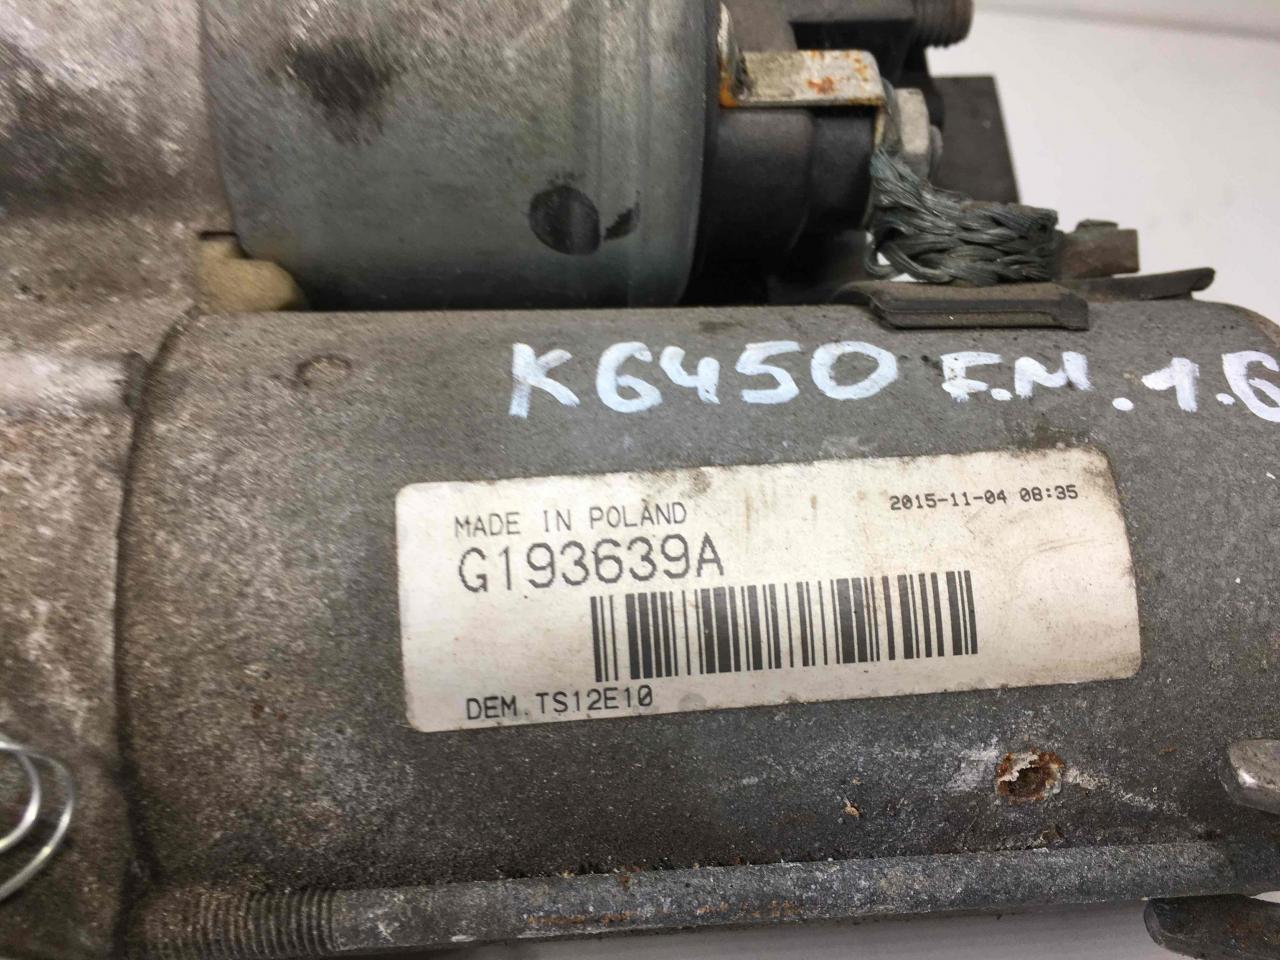 K6450 F.M. 1.6
MADE IN POLAND
2015-11-04 08:35
G193639A
DEM. TS12E10